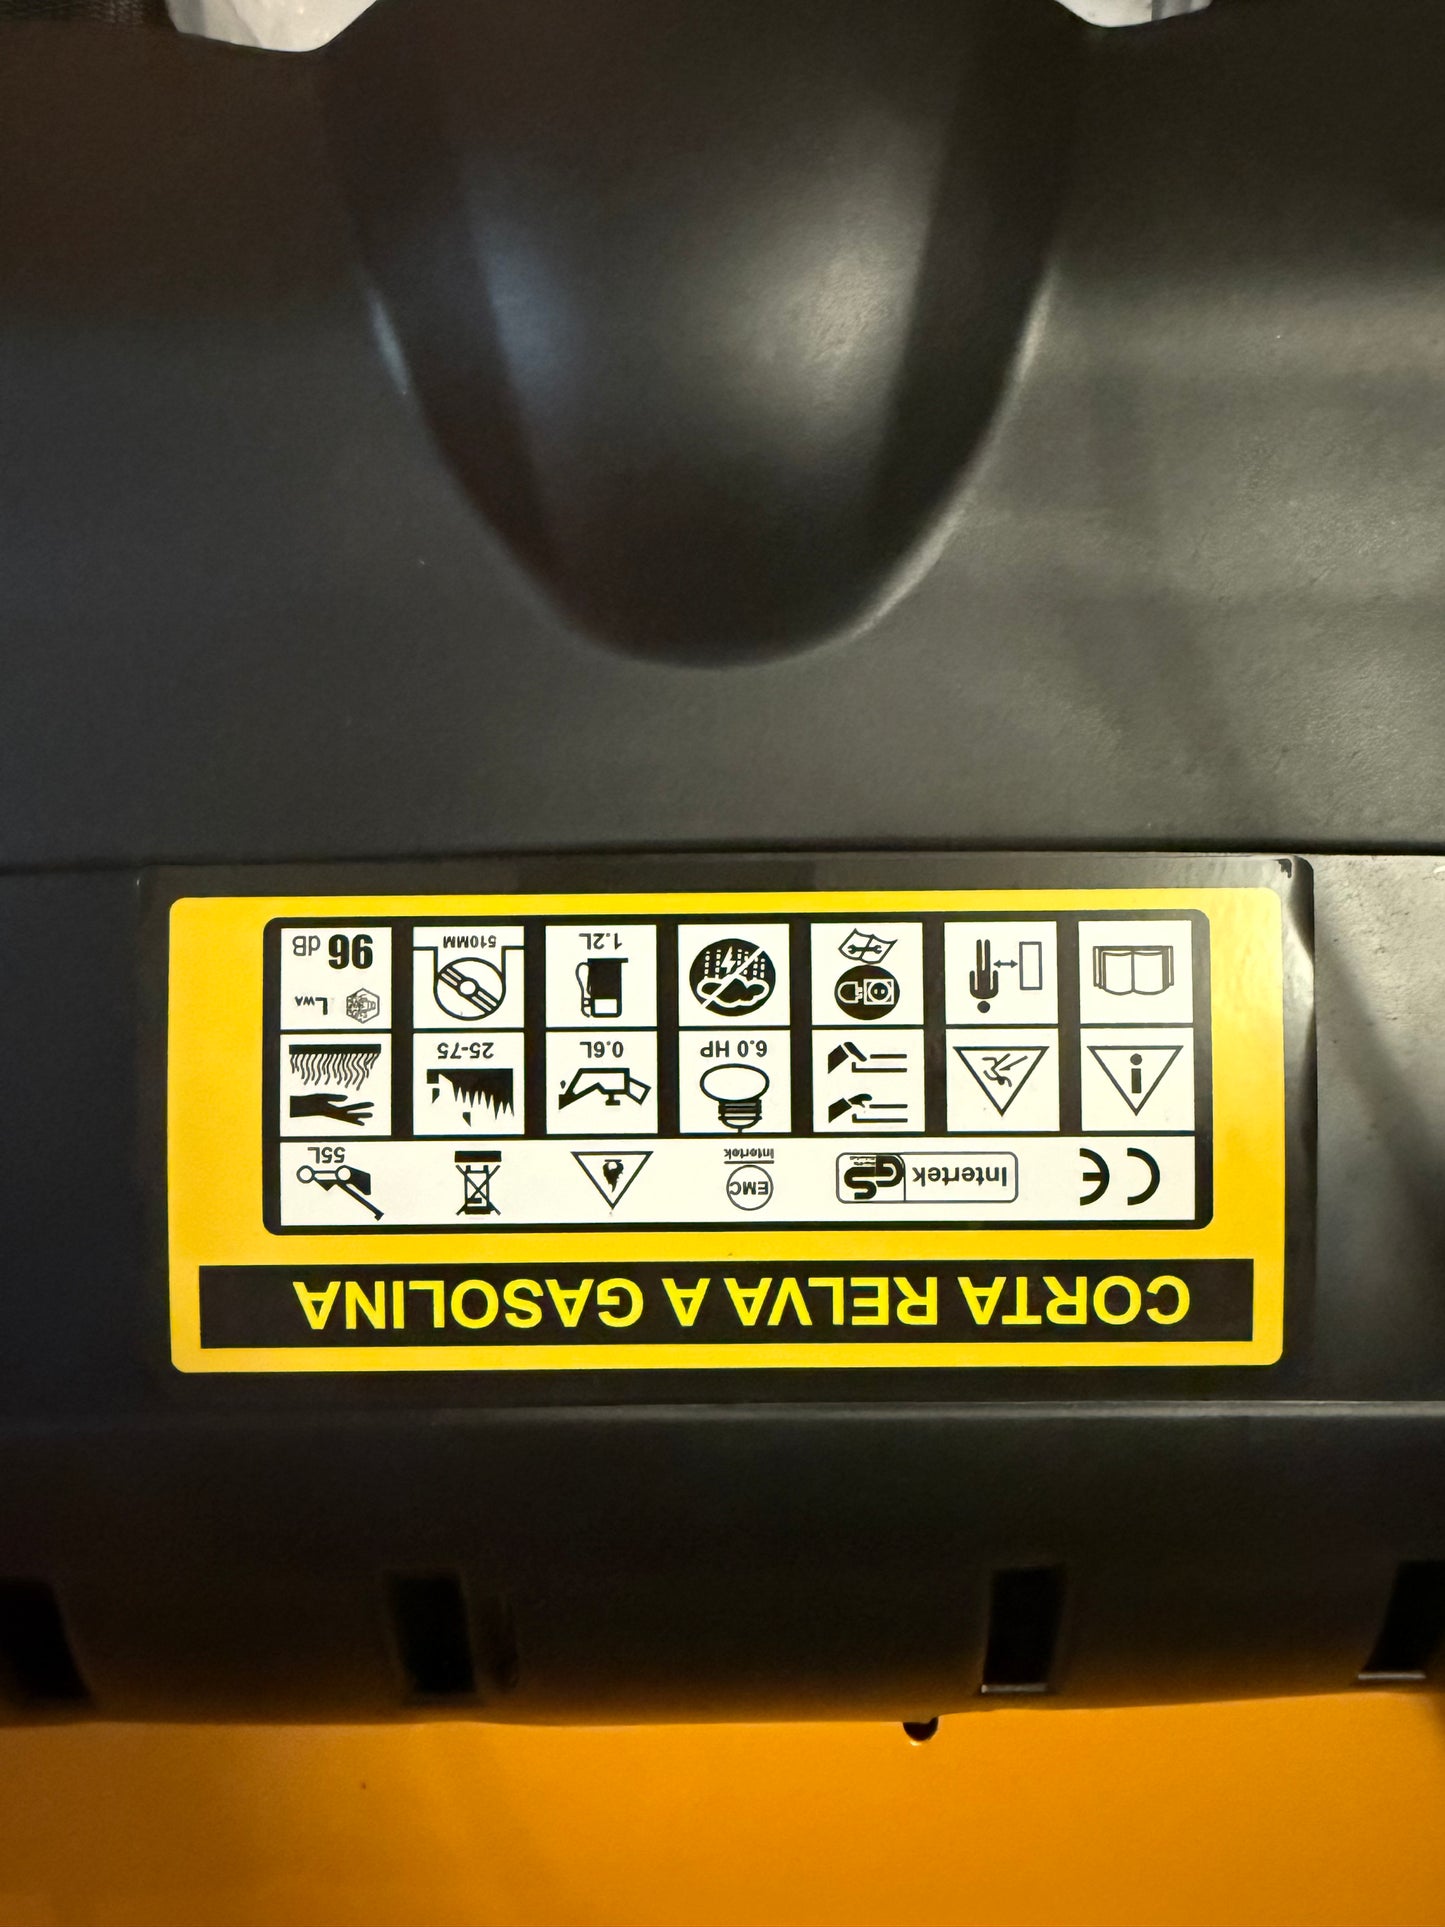 CORTA RELVA A GASOLINA
CE Intertek GS EMC Intertek 55L
6.0 HP 0.6L 25-75
1.2L 510MM LWA 96 dB